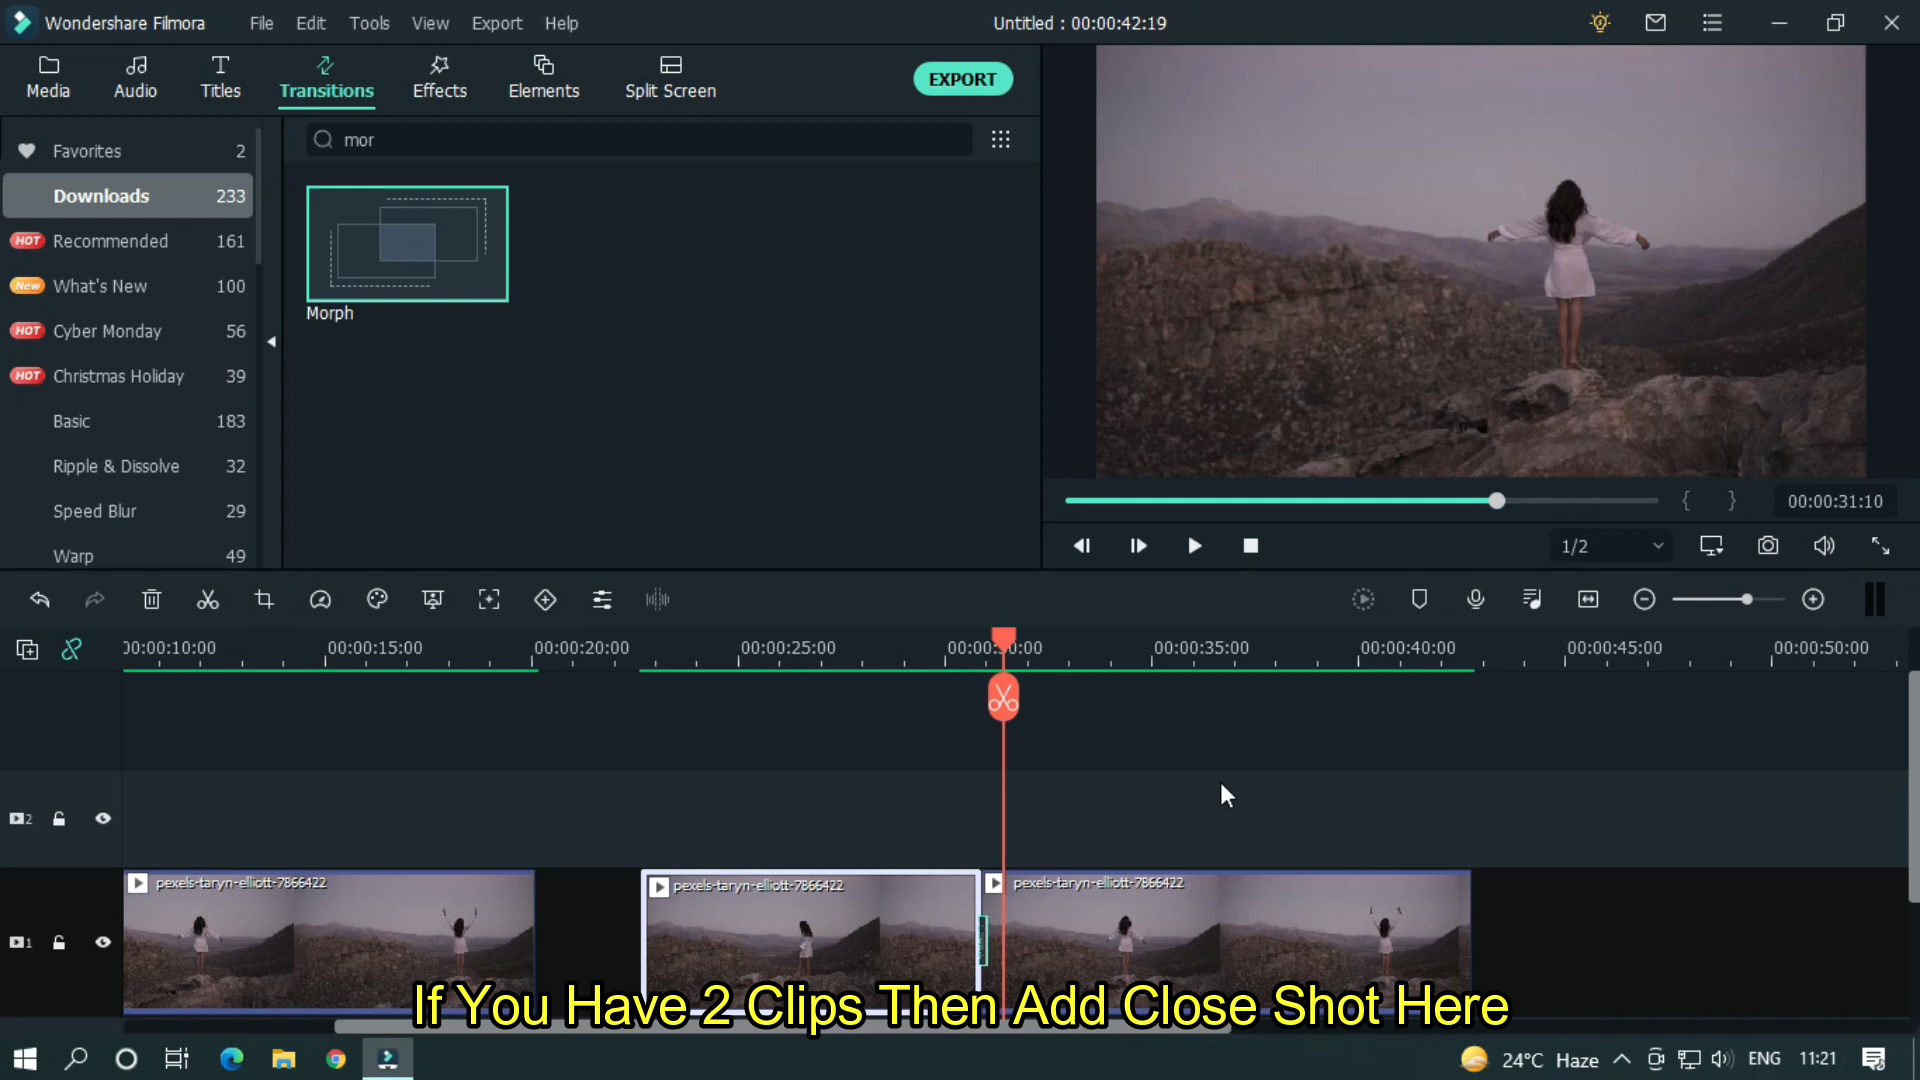 Wondershare Filmora
File
Edit
Tools
View
Export
Help
Untitled : 00:00:42:19
Media
Audio
Titles
Transitions
Effects
Elements
Split Screen
EXPORT
Favorites 2
Downloads 233
HOT Recommended 161
New What's New 100
HOT Cyber Monday 56
HOT Christmas Holiday 39
Basic 183
Ripple & Dissolve 32
Speed Blur 29
Warp 49
mor
Morph
00:00:31:10
1/2
00:00:10:00
00:00:15:00
00:00:20:00
00:00:25:00
00:00:35:00
00:00:40:00
00:00:45:00
00:00:50:00
2
1
pexels-taryn-elliott-7866422
pexels-taryn-elliott-7866422
pexels-taryn-elliott-7866422
If You Have 2 Clips Then Add Close Shot Here
24°C Haze
ENG
11:21